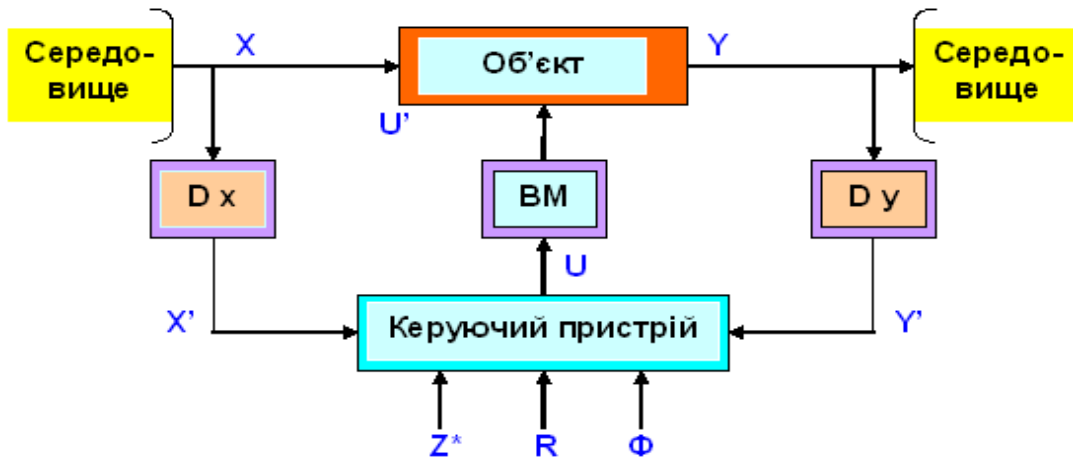 Середо-
вище
X
Об’єкт
Y
Середо-
вище
U’
D x
ВМ
D y
U
X’
Керуючий пристрій
Y’
Z*
R
Ф